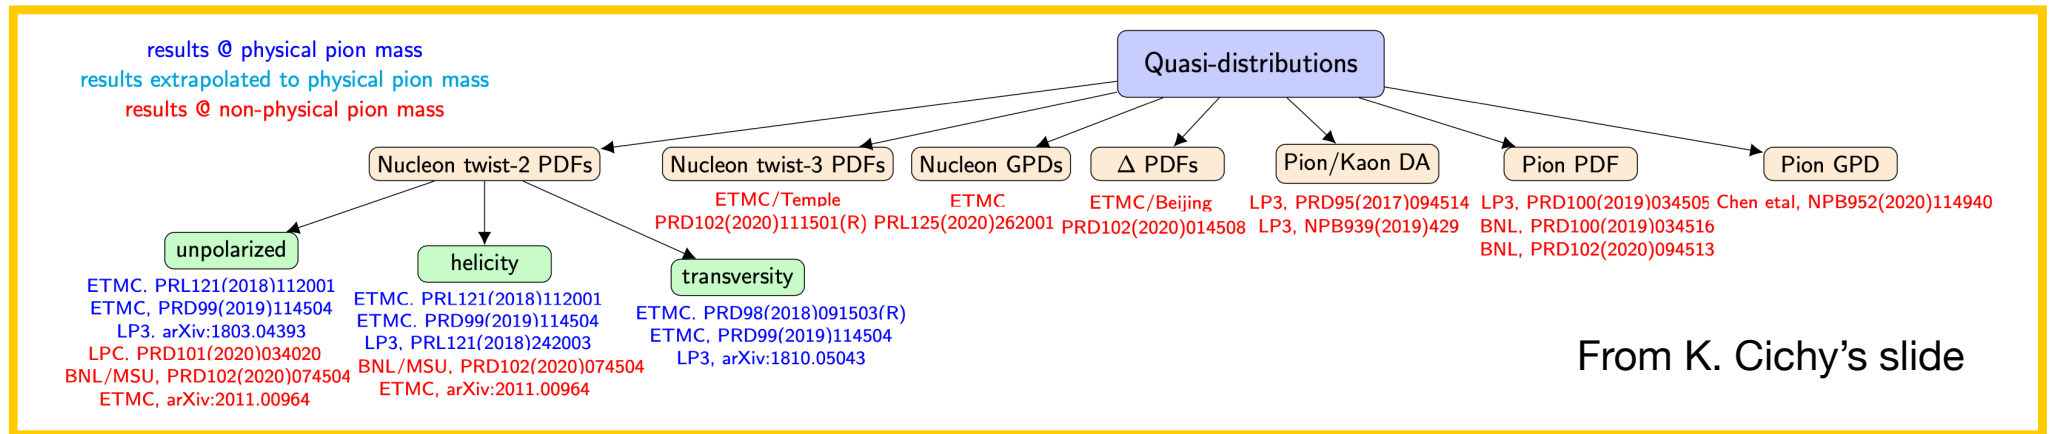 results @ physical pion mass
results extrapolated to physical pion mass
results @ non-physical pion mass
Quasi-distributions
Nucleon twist-2 PDFs
unpolarized
ETMC, PRL121(2018)112001
ETMC, PRD99(2019)114504
LP3, arXiv:1803.04393
LPC, PRD101(2020)034020
BNL/MSU, PRD102(2020)074504
ETMC, arXiv:2011.00964
helicity
ETMC, PRL121(2018)112001
ETMC, PRD99(2019)114504
LP3, PRL121(2018)242003
BNL/MSU, PRD102(2020)074504
ETMC, arXiv:2011.00964
transversity
ETMC, PRD98(2018)091503(R)
ETMC, PRD99(2019)114504
LP3, arXiv:1810.05043
Nucleon twist-3 PDFs
ETMC/Temple
PRD102(2020)111501(R)
Nucleon GPDs
ETMC
PRL125(2020)262001
Δ PDFs
ETMC/Beijing
PRD102(2020)014508
Pion/Kaon DA
LP3, PRD95(2017)094514
LP3, NPB939(2019)429
Pion PDF
LP3, PRD100(2019)034505
BNL, PRD100(2019)034516
BNL, PRD102(2020)094513
Pion GPD
Chen etal, NPB952(2020)114940
From K. Cichy's slide